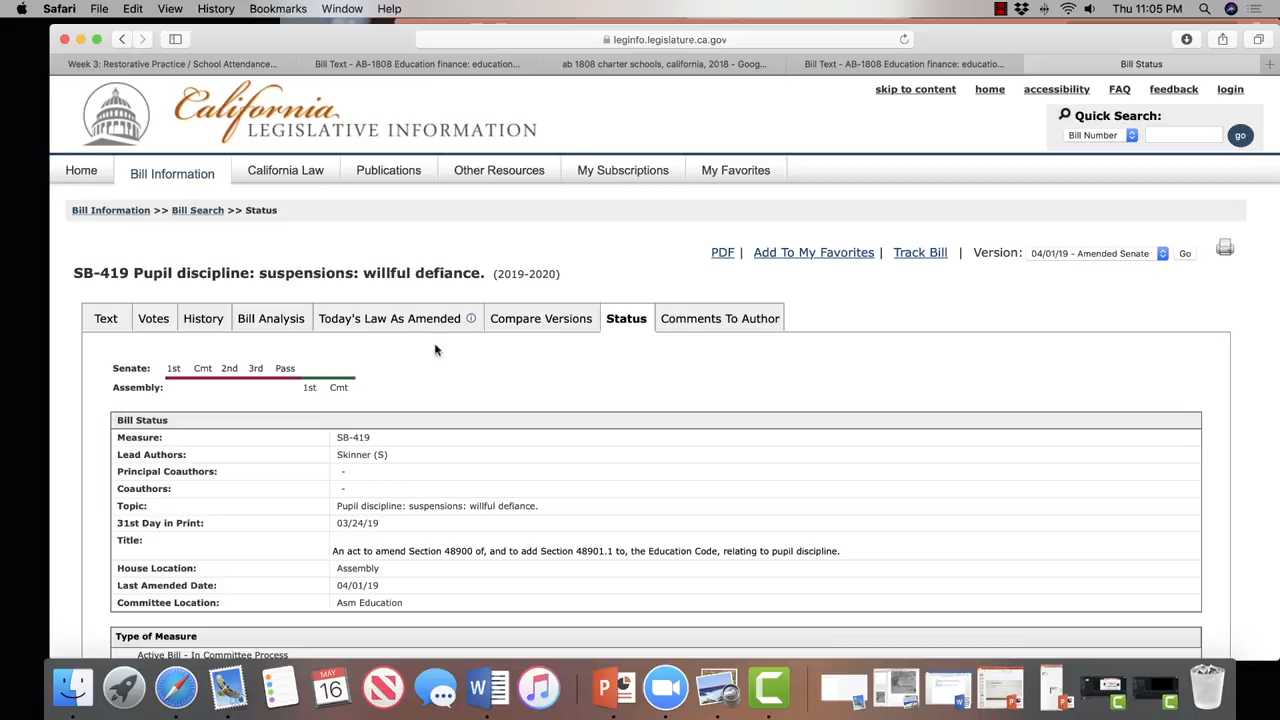 Safari File Edit View History Bookmarks Window Help Thu 11:05 PM
leginfo.legislature.ca.gov
Week 3: Restorative Practice / School Attendance... Bill Text - AB-1808 Education finance: education... ab 1808 charter schools, california, 2018 - Goog... Bill Text - AB-1808 Education finance: educatio... Bill Status
skip to content home accessibility FAQ feedback login
California
LEGISLATIVE INFORMATION
Quick Search:
Bill Number go
Home Bill Information California Law Publications Other Resources My Subscriptions My Favorites
Bill Information >> Bill Search >> Status
PDF | Add To My Favorites | Track Bill | Version: 04/01/19 - Amended Senate Go
SB-419 Pupil discipline: suspensions: willful defiance. (2019-2020)
Text Votes History Bill Analysis Today's Law As Amended Compare Versions Status Comments To Author
Senate: 1st Cmt 2nd 3rd Pass
Assembly: 1st Cmt
Bill Status
Measure: SB-419
Lead Authors: Skinner (S)
Principal Coauthors: -
Coauthors: -
Topic: Pupil discipline: suspensions: willful defiance.
31st Day in Print: 03/24/19
Title: An act to amend Section 48900 of, and to add Section 48901.1 to, the Education Code, relating to pupil discipline.
House Location: Assembly
Last Amended Date: 04/01/19
Committee Location: Asm Education
Type of Measure
Active Bill - In Committee Process
MAY
16